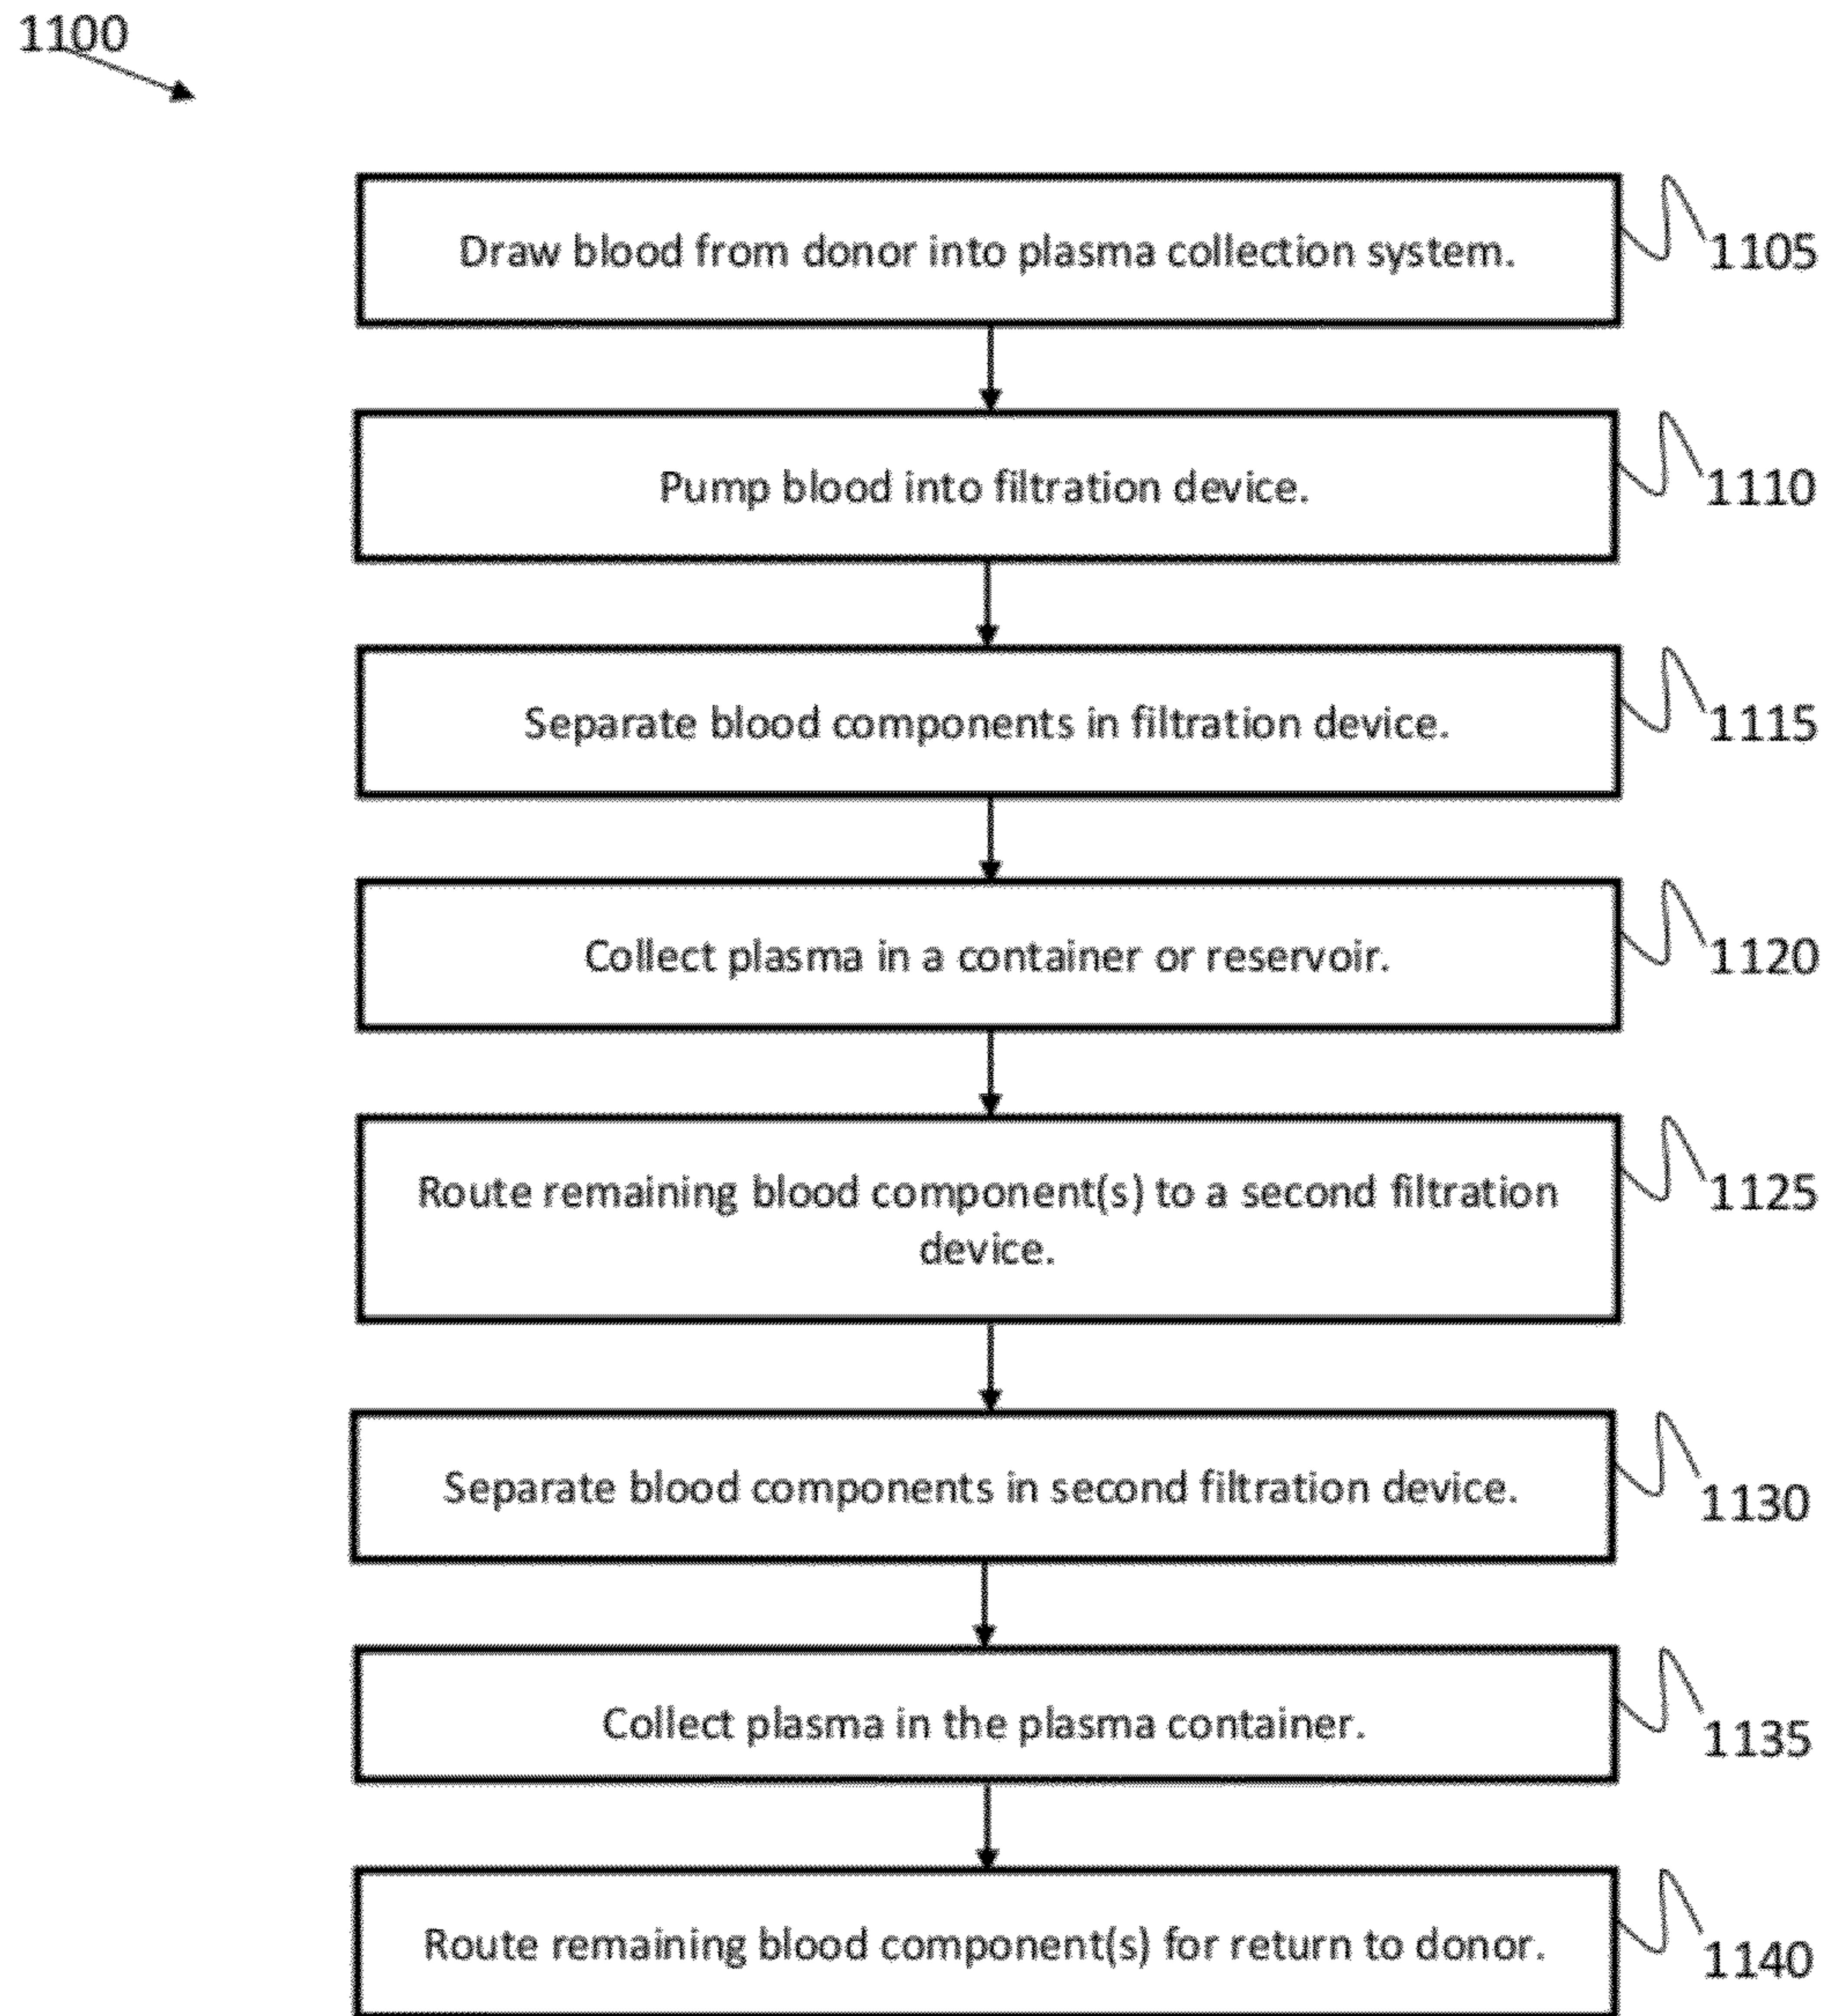 1100
Draw blood from donor into plasma collection system.
1105
Pump blood into filtration device.
1110
Separate blood components in filtration device.
1115
Collect plasma in a container or reservoir.
1120
Route remaining blood component(s) to a second filtration
device.
1125
Separate blood components in second filtration device.
1130
Collect plasma in the plasma container.
1135
Route remaining blood component(s) for return to donor.
1140